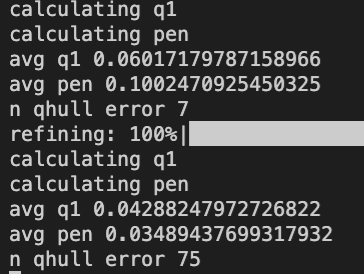 calculating q1
calculating pen
avg q1 0.06017179787158966
avg pen 0.1002470925450325
n qhull error 7
refining: 100%|
calculating q1
calculating pen
avg q1 0.04288247972726822
avg pen 0.03489437699317932
n qhull error 75